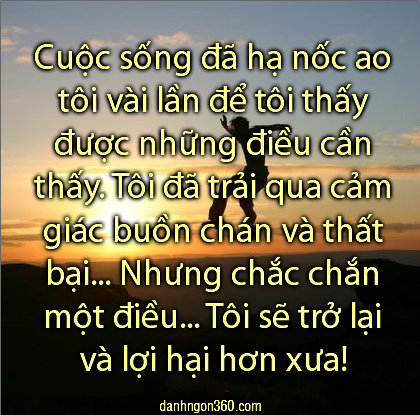 Cuộc sống đã hạ nốc ao
tôi vài lần để tôi thấy
được những điều cần
thấy. Tôi đã trải qua cảm
giác buồn chán và thất
bại... Nhưng chắc chắn
một điều... Tôi sẽ trở lại
và lợi hại hơn xưa!
danhngon360.com